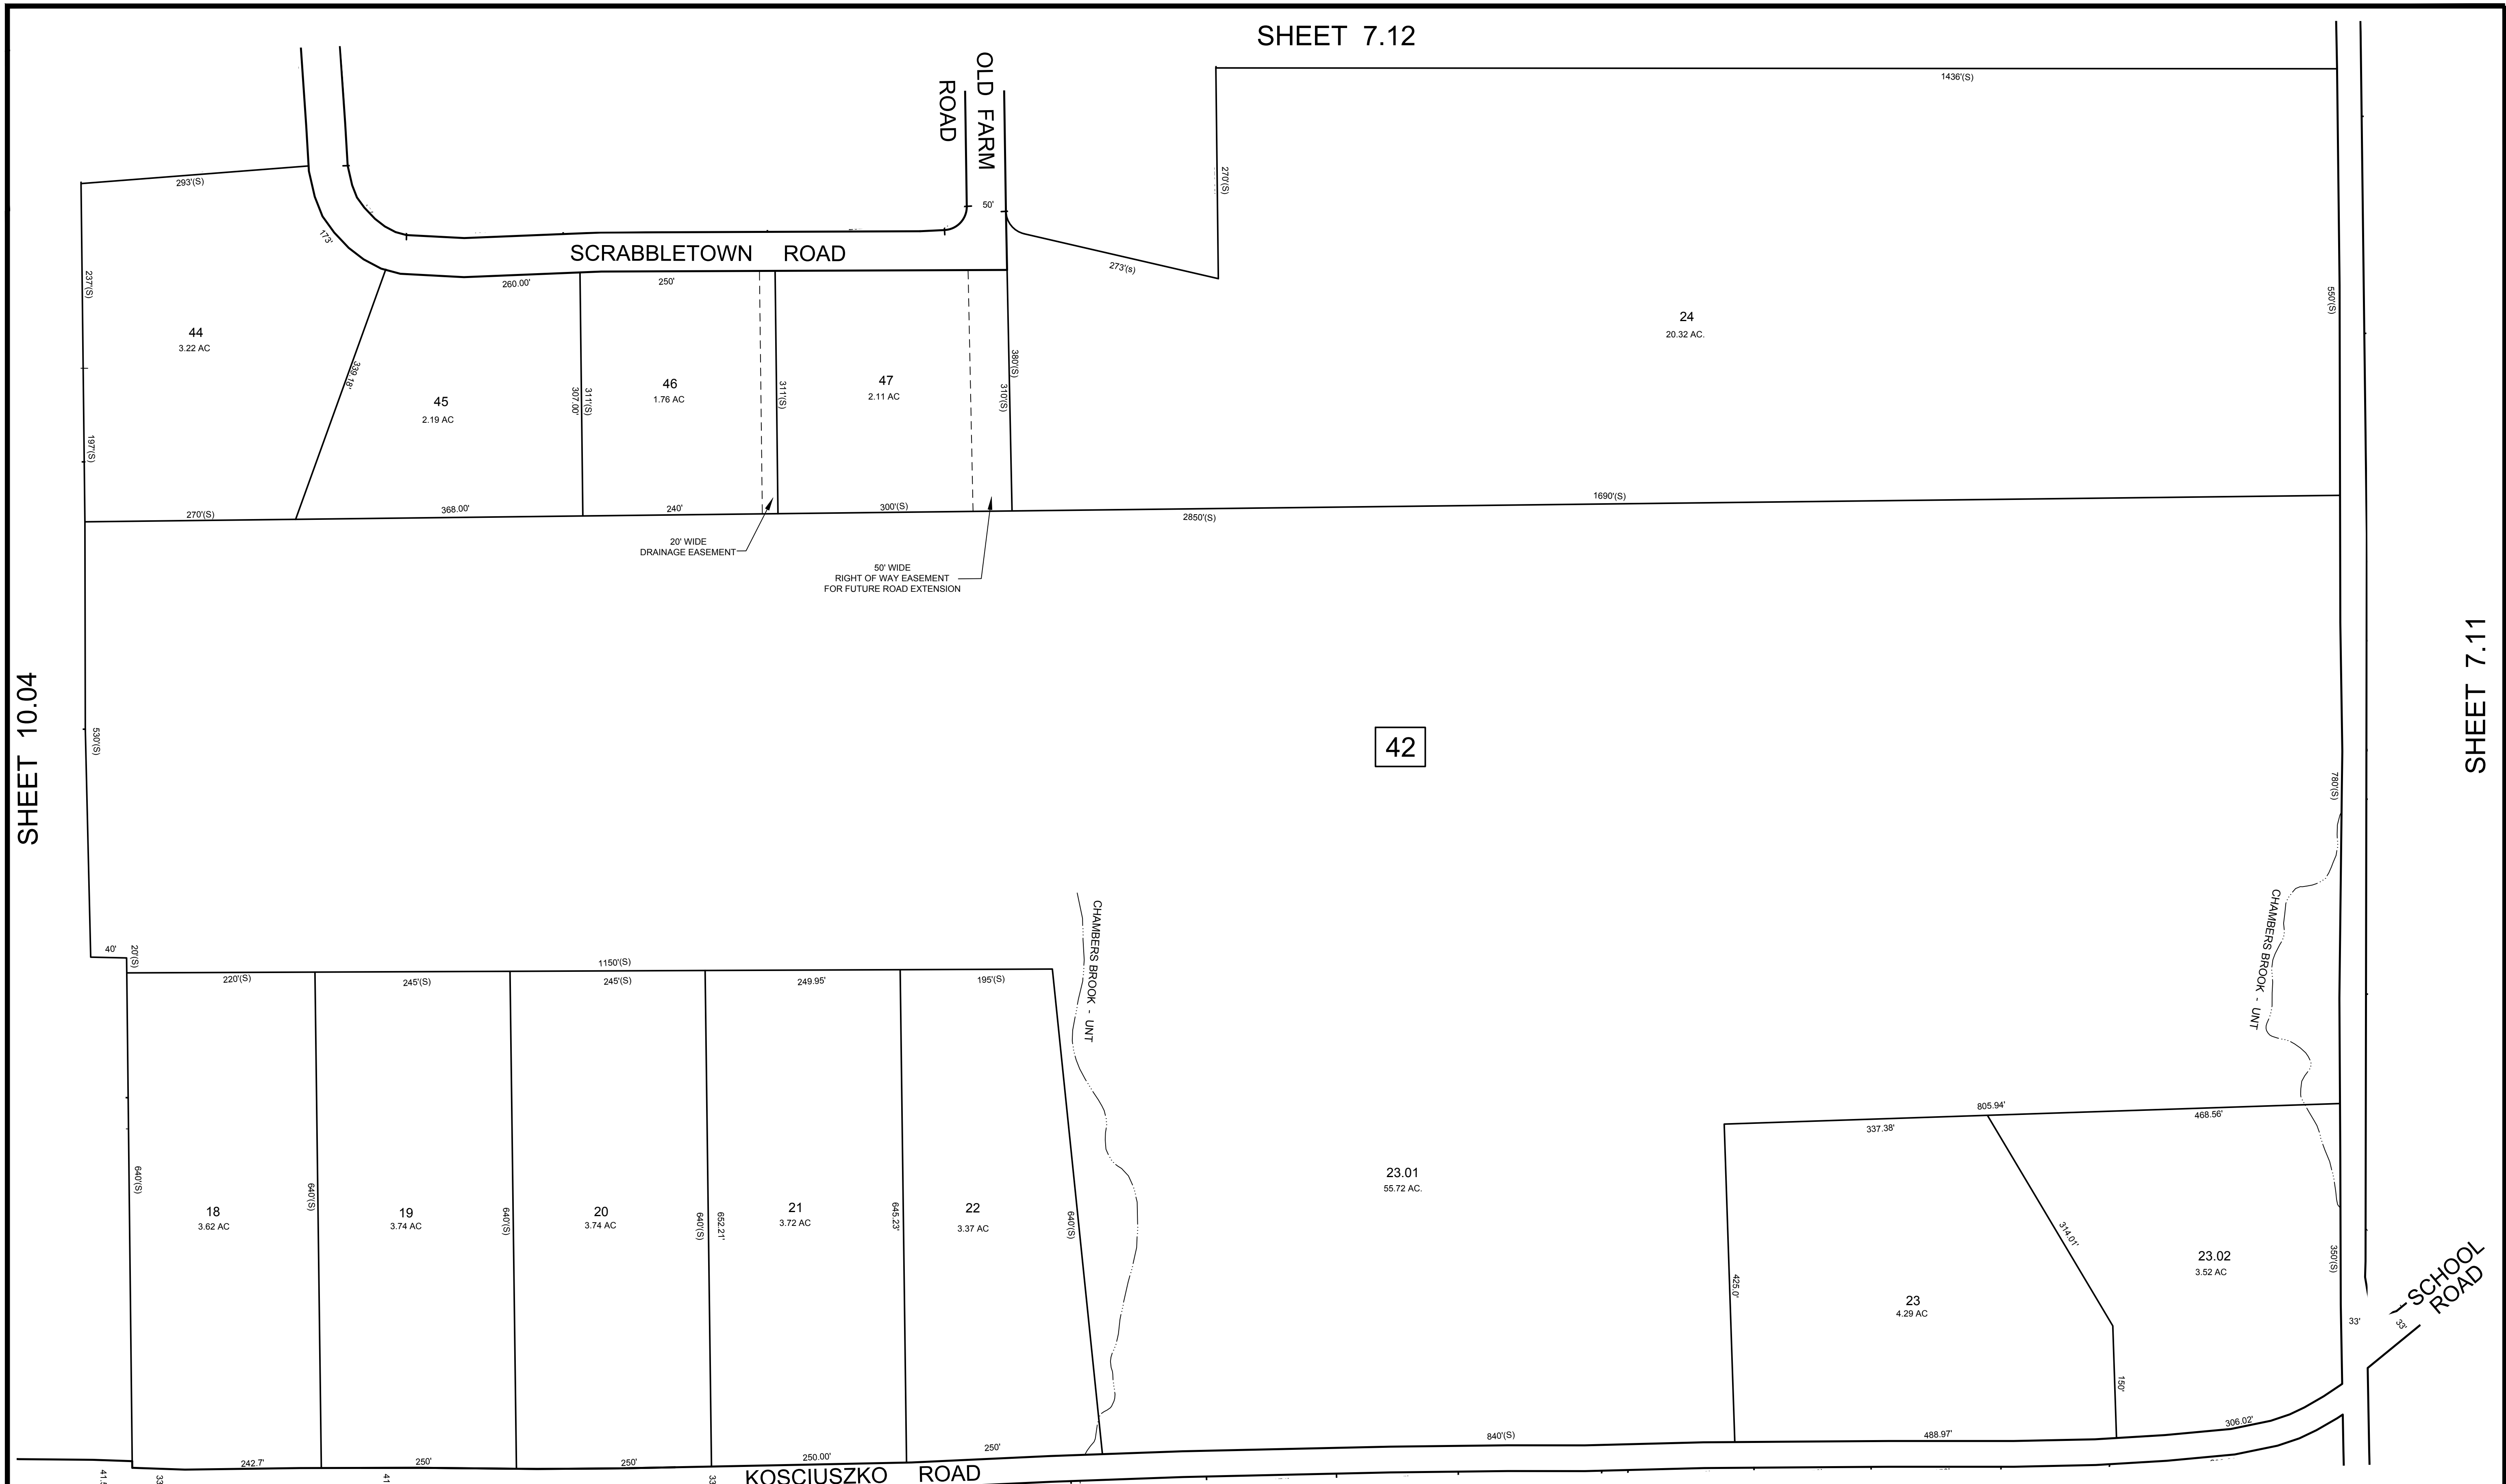 SHEET 7.12
1436'(S)
OLD FARM
ROAD
50'
270'(S)
293'(S)
173'
SCRABBLETOWN ROAD
273'(s)
237'(S)
260.00'
250'
550'(S)
44
3.22 AC
339.18'
24
20.32 AC.
380'(S)
310'(S)
45
2.19 AC
307.00'
311'(S)
46
1.76 AC
311'(S)
47
2.11 AC
197'(S)
270'(S)
368.00'
240'
300'(S)
2850'(S)
1690'(S)
20' WIDE
DRAINAGE EASEMENT
50' WIDE
RIGHT OF WAY EASEMENT
FOR FUTURE ROAD EXTENSION
SHEET 10.04
SHEET 7.11
530'(S)
42
780'(S)
CHAMBERS BROOK - UNT
CHAMBERS BROOK - UNT
40'
20'(S)
1150'(S)
220'(S)
245'(S)
245'(S)
249.95'
195'(S)
805.94'
337.38'
468.56'
640'(S)
18
3.62 AC
640'(S)
19
3.74 AC
640'(S)
20
3.74 AC
640'(S)
652.21'
21
3.72 AC
645.23'
22
3.37 AC
640'(S)
23.01
55.72 AC.
425.0'
23
4.29 AC
314.01'
23.02
3.52 AC
350'(S)
SCHOOL
ROAD
33'
33'
150'
242.7'
250'
250'
250.00'
250'
840'(S)
488.97'
306.02'
KOSCIUSZKO ROAD
33
41
33